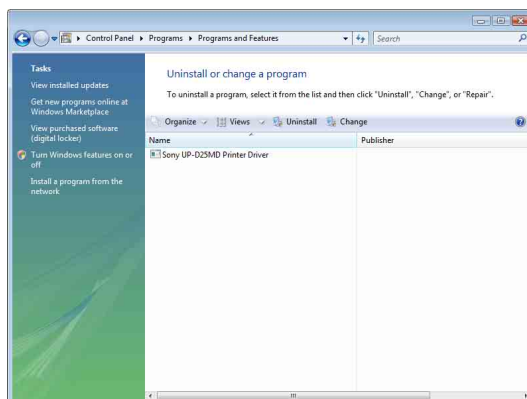 Control Panel ▸ Programs ▸ Programs and Features
Search
Tasks
View installed updates
Get new programs online at
Windows Marketplace
View purchased software
(digital locker)
Turn Windows features on or
off
Install a program from the
network
Uninstall or change a program
To uninstall a program, select it from the list and then click "Uninstall", "Change", or "Repair".
Organize
Views
Uninstall
Change
Name
Publisher
Sony UP-D25MD Printer Driver